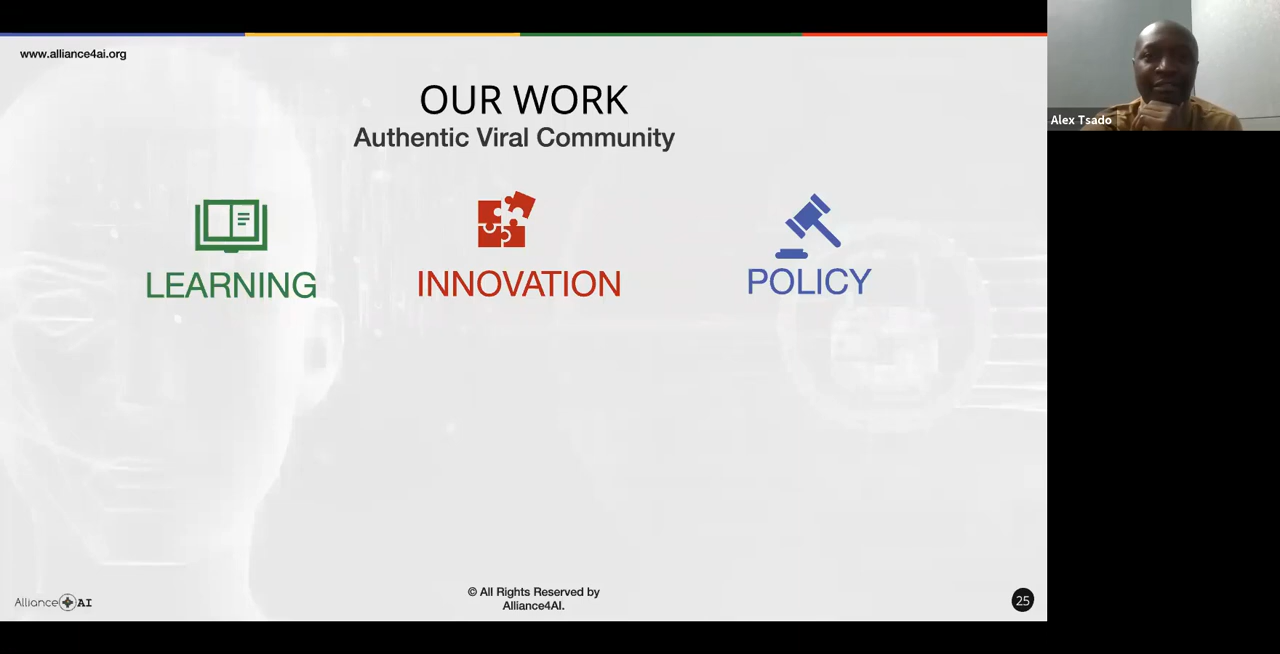 www.alliance4ai.org
OUR WORK
Authentic Viral Community
LEARNING
INNOVATION
POLICY
Alliance AI
© All Rights Reserved by
Alliance4AI.
25
Alex Tsado